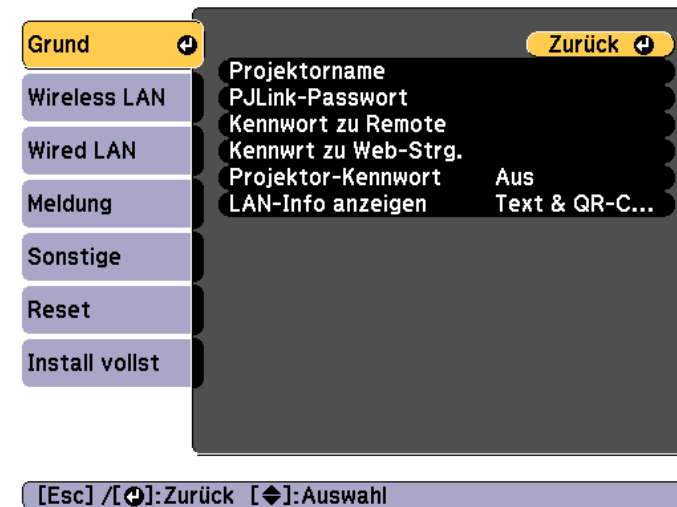 Grund
Zurück
Projektorname
Wireless LAN
PJLink-Passwort
Kennwort zu Remote
Wired LAN
Kennwrt zu Web-Strg.
Projektor-Kennwort Aus
Meldung
LAN-Info anzeigen Text & QR-C...
Sonstige
Reset
Install vollst
[Esc] /[ ]:Zurück [ ]:Auswahl